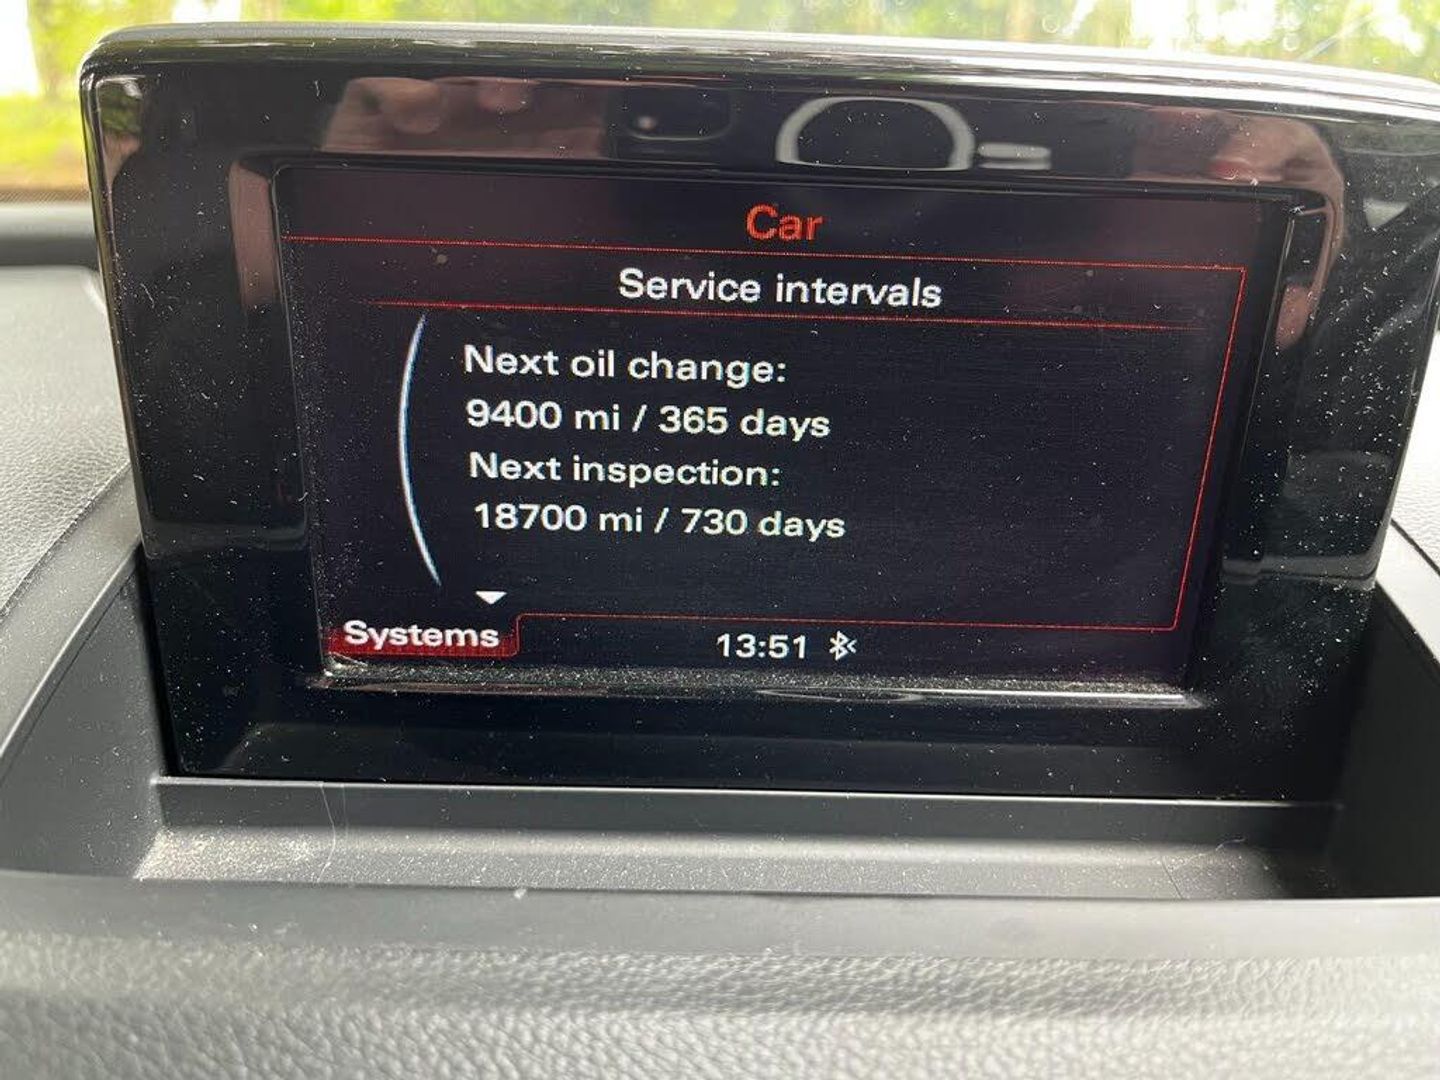 Car
Service intervals
Next oil change:
9400 mi / 365 days
Next inspection:
18700 mi / 730 days
Systems
13:51